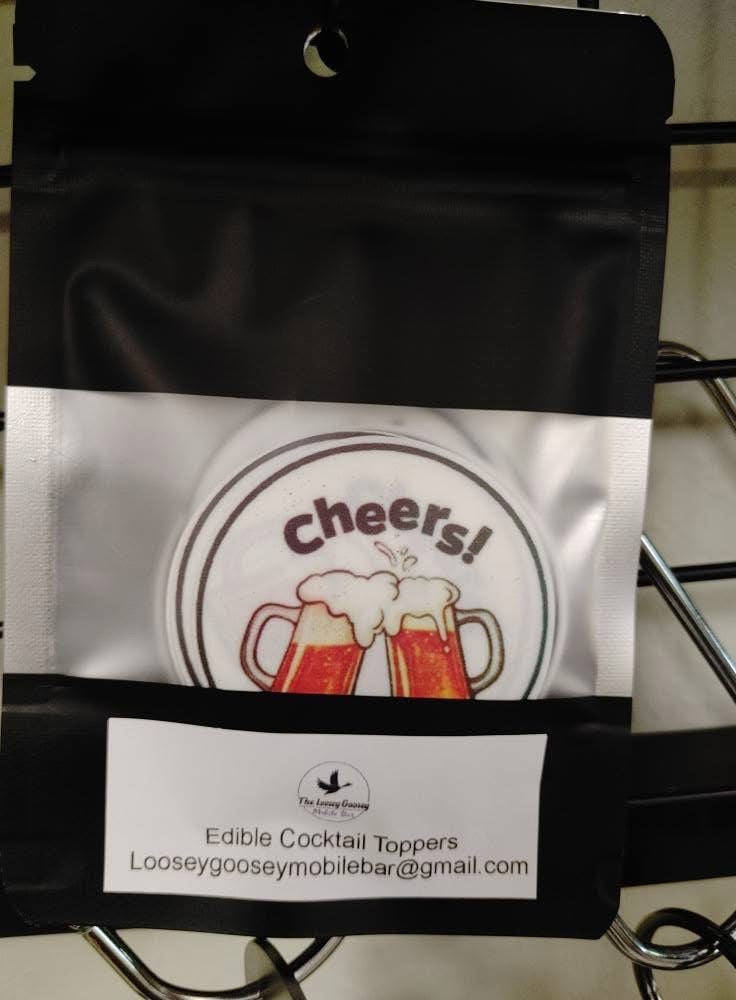 Cheers!
The Loosey Goosey
Mobile Bar
Edible Cocktail Toppers
Looseygooseymobilebar@gmail.com